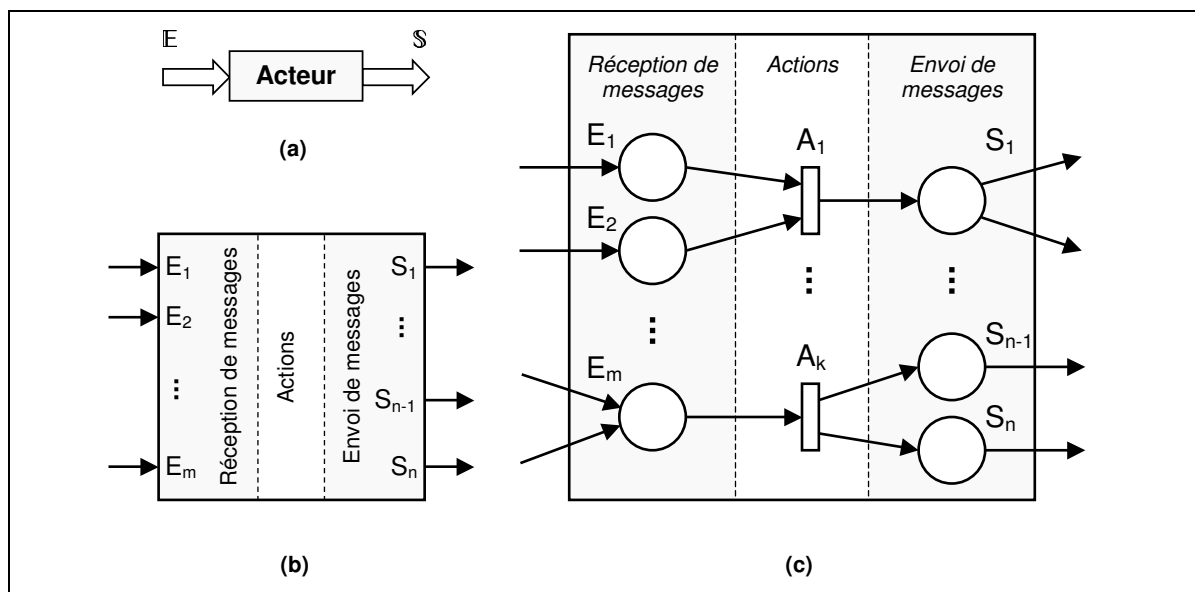 𝔼
𝕊
Acteur
(a)
E1
E2
...
Em
Réception de messages
Actions
Envoi de messages
S1
...
Sn-1
Sn
(b)
Réception de
messages
Actions
Envoi de
messages
E1
E2
...
Em
A1
...
Ak
S1
...
Sn-1
Sn
(c)